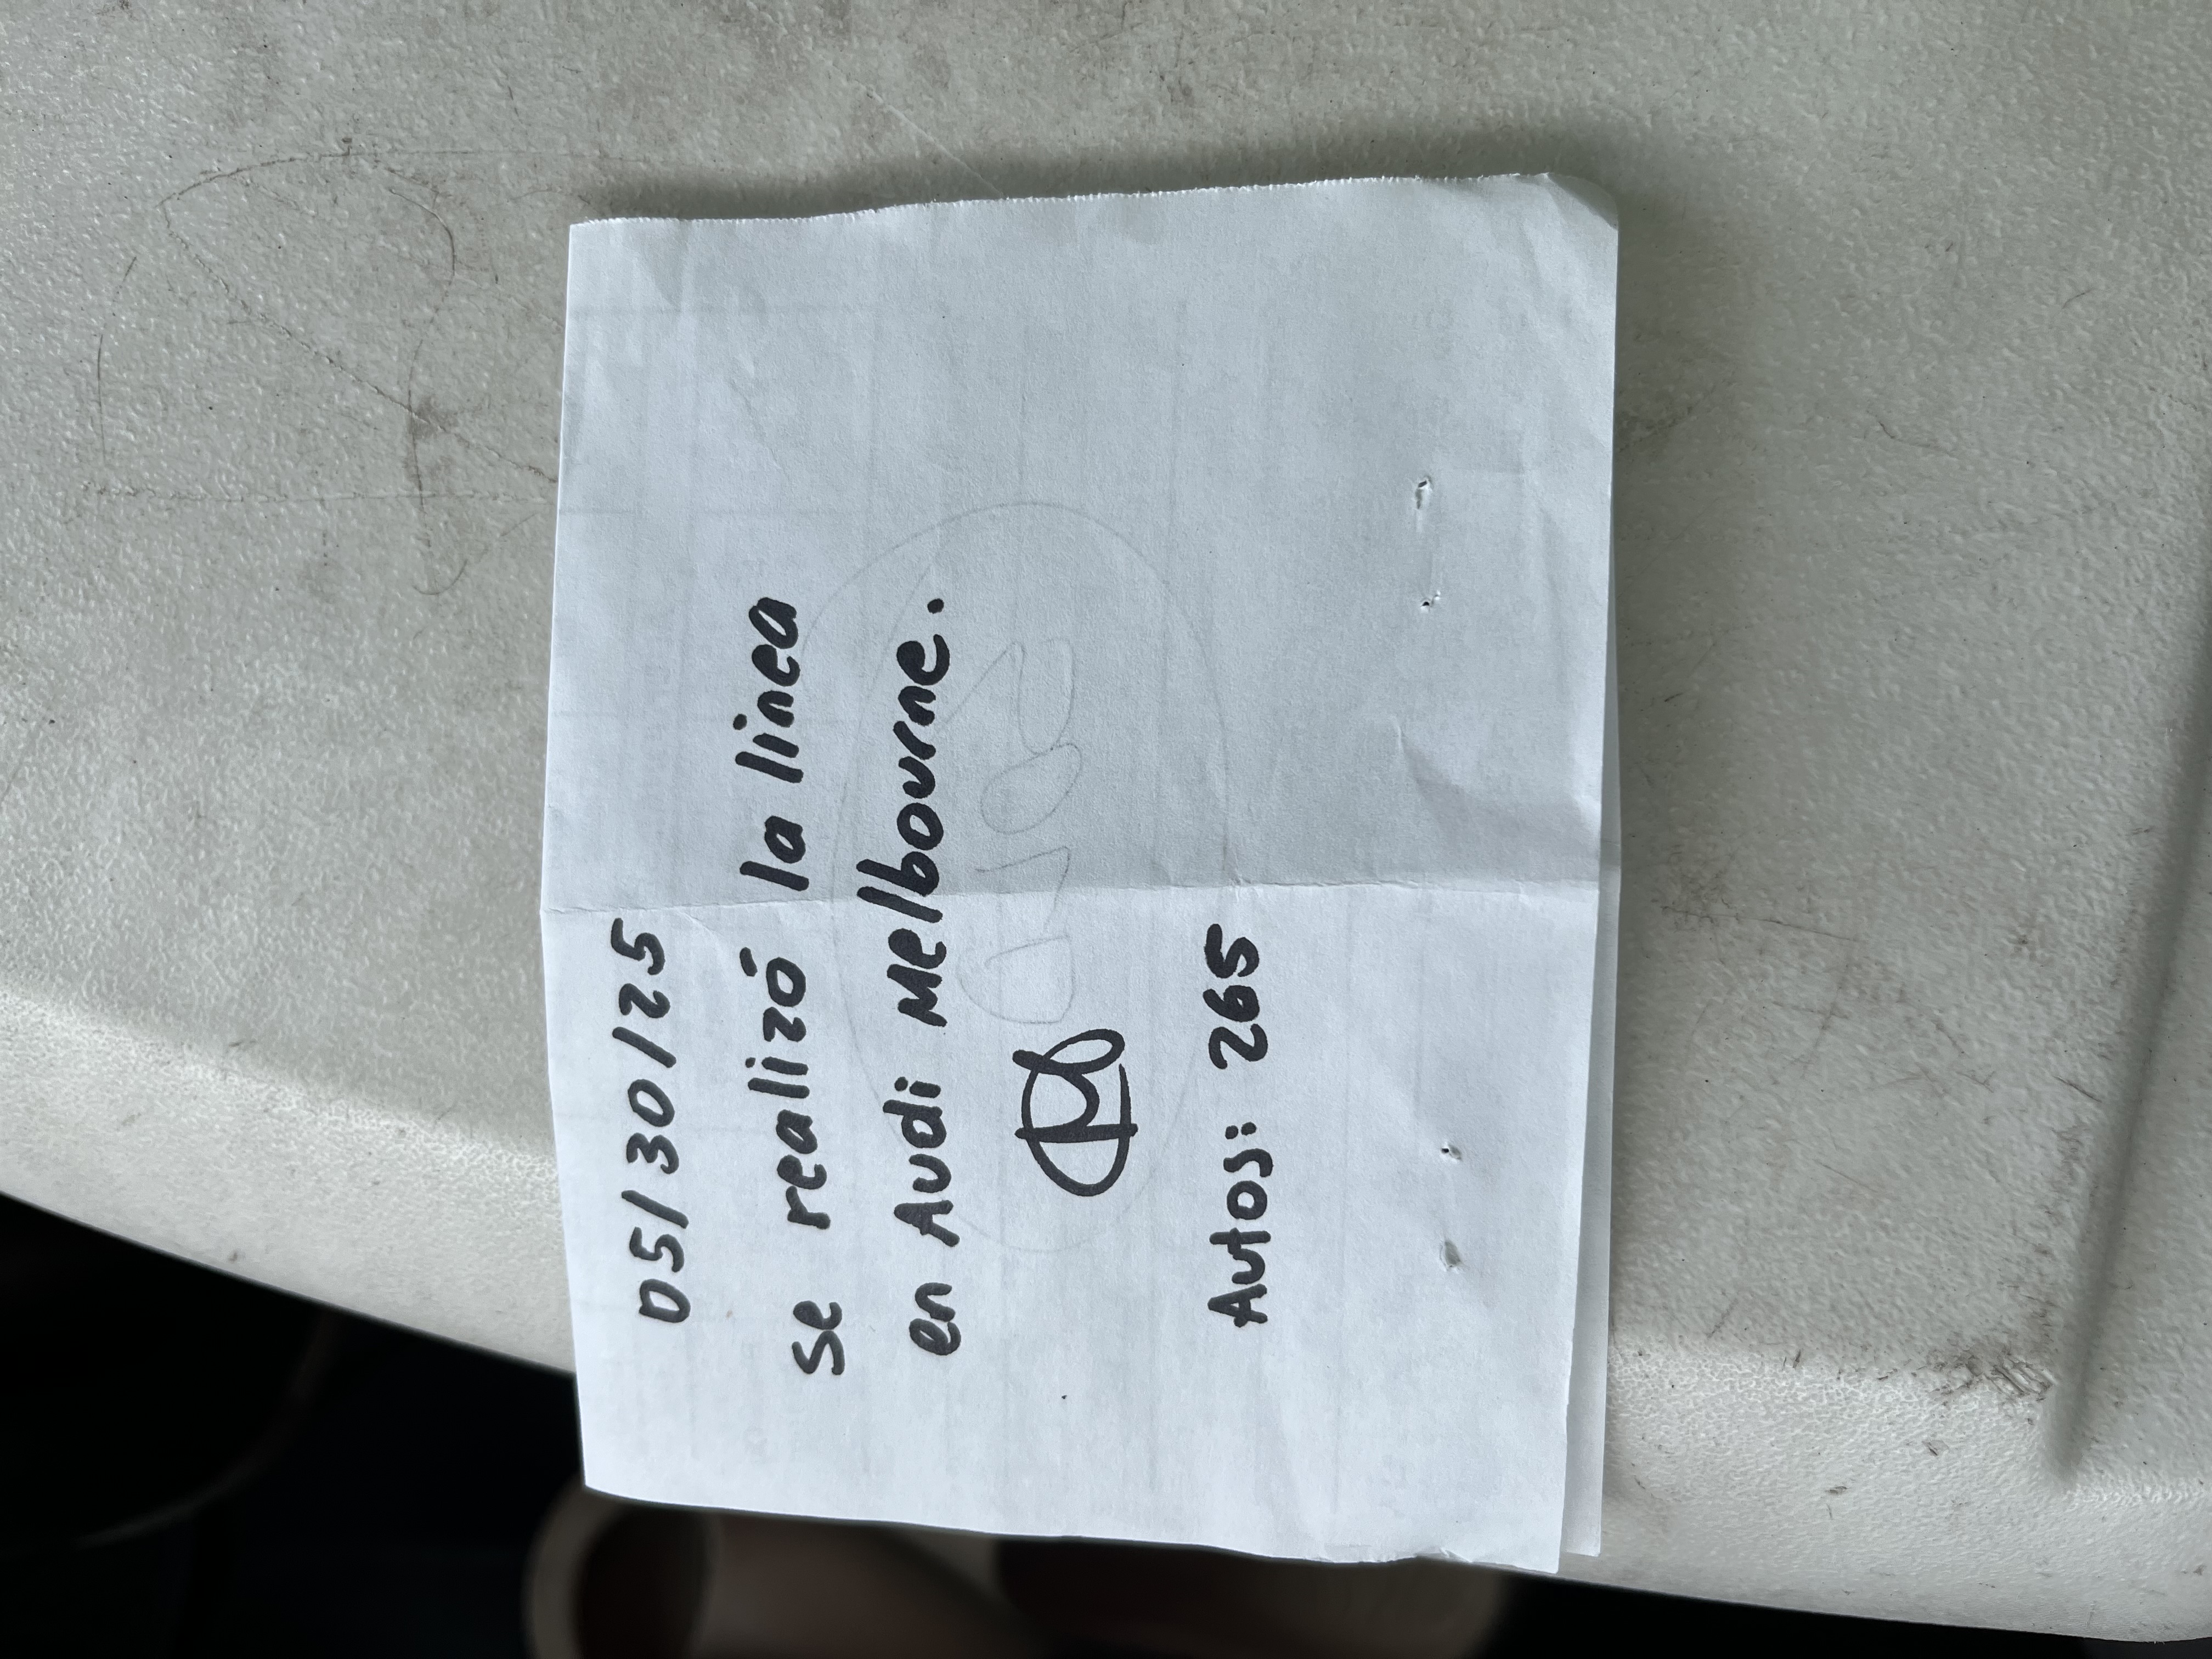 05/30/25
Se realizó la linea
en Audi Melbourne.
Autos: 265